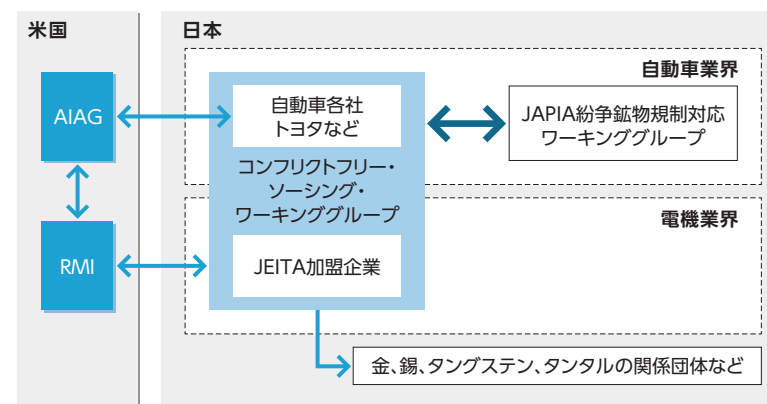 米国
日本
自動車業界
AIAG
自動車各社
トヨタなど
JAPIA紛争鉱物規制対応
ワーキンググループ
コンフリクトフリー・
ソーシング・
ワーキンググループ
電機業界
RMI
JEITA加盟企業
金、錫、タングステン、タンタルの関係団体など